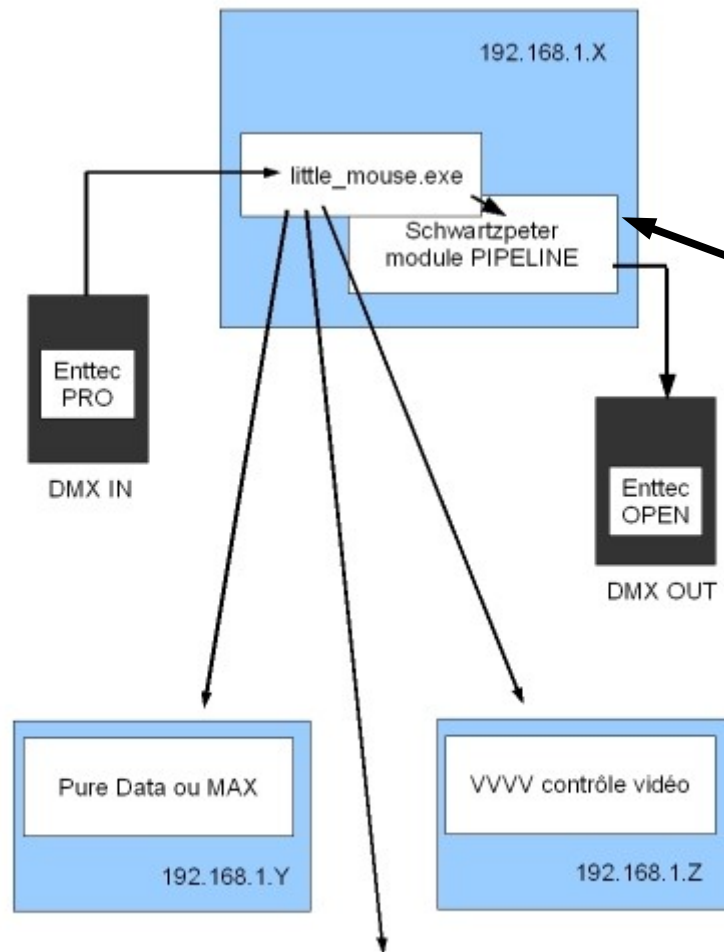 192.168.1.X
little_mouse.exe
Schwartzpeter
module PIPELINE
Enttec
PRO
DMX IN
Enttec
OPEN
DMX OUT
Pure Data ou MAX
192.168.1.Y
VVVV contrôle vidéo
192.168.1.Z